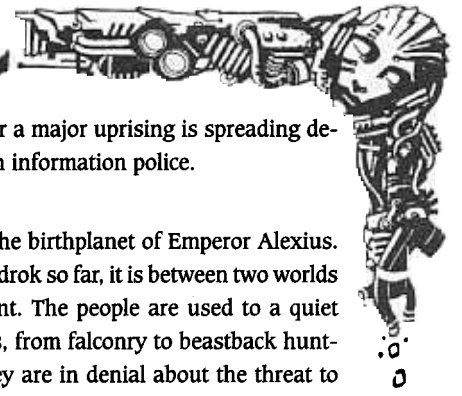 r a major uprising is spreading de-
n information police.
he birthplanet of Emperor Alexius.
drok so far, it is between two worlds
nt. The people are used to a quiet
s, from falconry to beastback hunt-
ey are in denial about the threat to